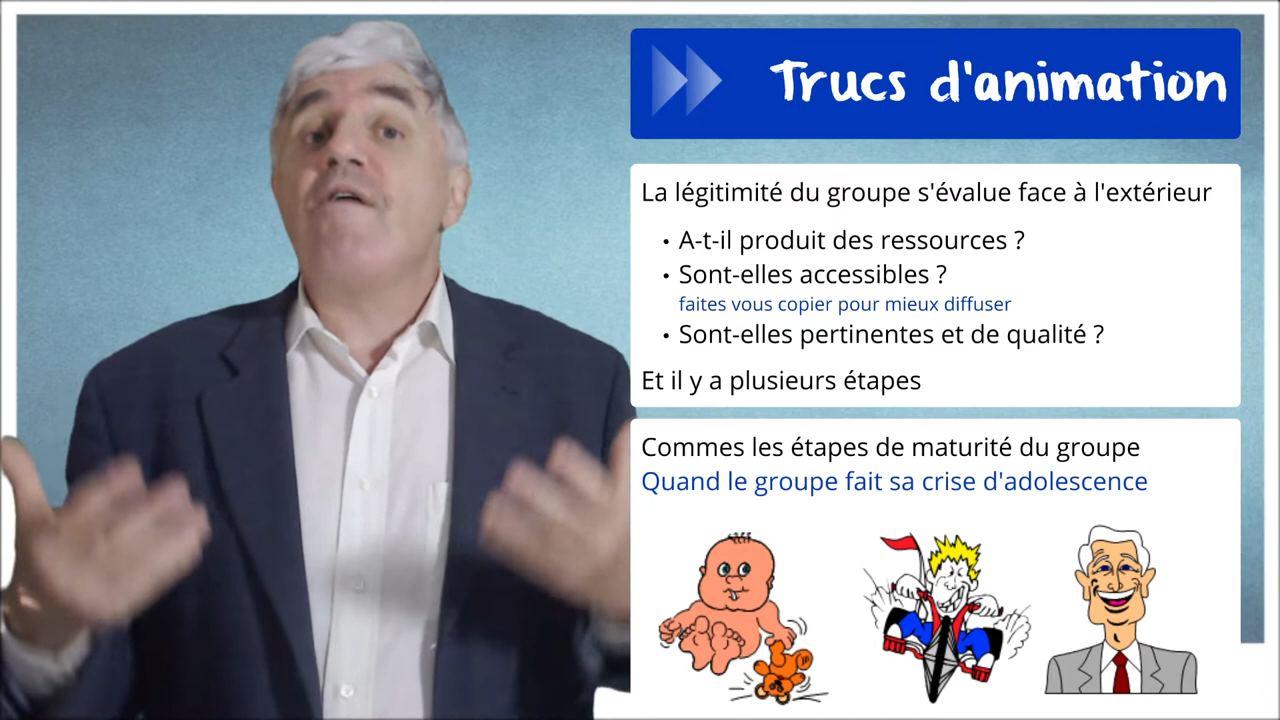 Trucs d'animation
La légitimité du groupe s'évalue face à l'extérieur
• A-t-il produit des ressources ?
• Sont-elles accessibles ?
faites vous copier pour mieux diffuser
• Sont-elles pertinentes et de qualité ?
Et il y a plusieurs étapes
Commes les étapes de maturité du groupe
Quand le groupe fait sa crise d'adolescence